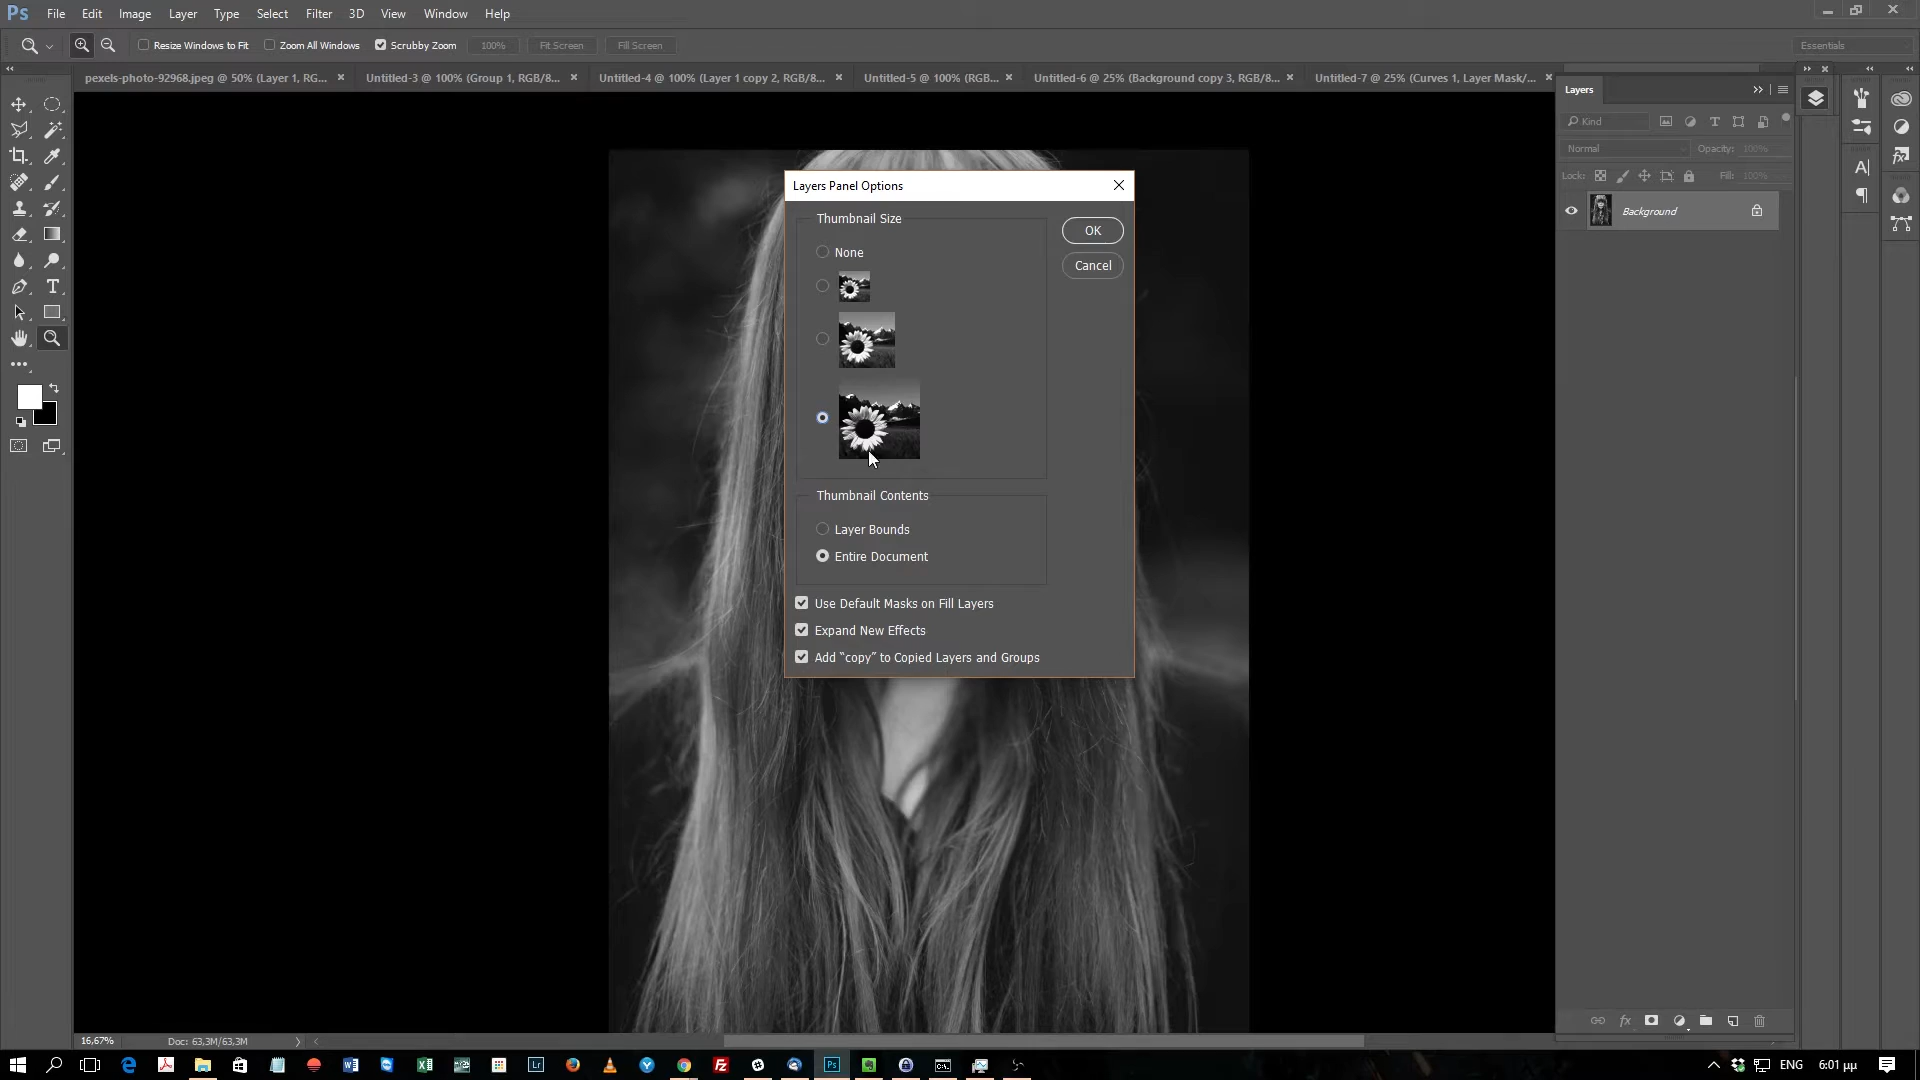 Ps File Edit Image Layer Type Select Filter 3D View Window Help
Resize Windows to Fit Zoom All Windows Scrubby Zoom 100% Fit Screen Fill Screen Essentials
pexels-photo-92968.jpeg @ 50% (Layer 1, RG... × Untitled-3 @ 100% (Group 1, RGB/8... × Untitled-4 @ 100% (Layer 1 copy 2, RGB/8... × Untitled-5 @ 100% (RGB... × Untitled-6 @ 25% (Background copy 3, RGB/8... × Untitled-7 @ 25% (Curves 1, Layer Mask/... ×
Layers
Kind
Normal Opacity: 100%
Lock: Fill: 100%
Background
Layers Panel Options
Thumbnail Size
OK
None
Cancel
Thumbnail Contents
Layer Bounds
Entire Document
Use Default Masks on Fill Layers
Expand New Effects
Add “copy” to Copied Layers and Groups
16,67% Doc: 63,3M/63,3M
ENG 6:01 μμ